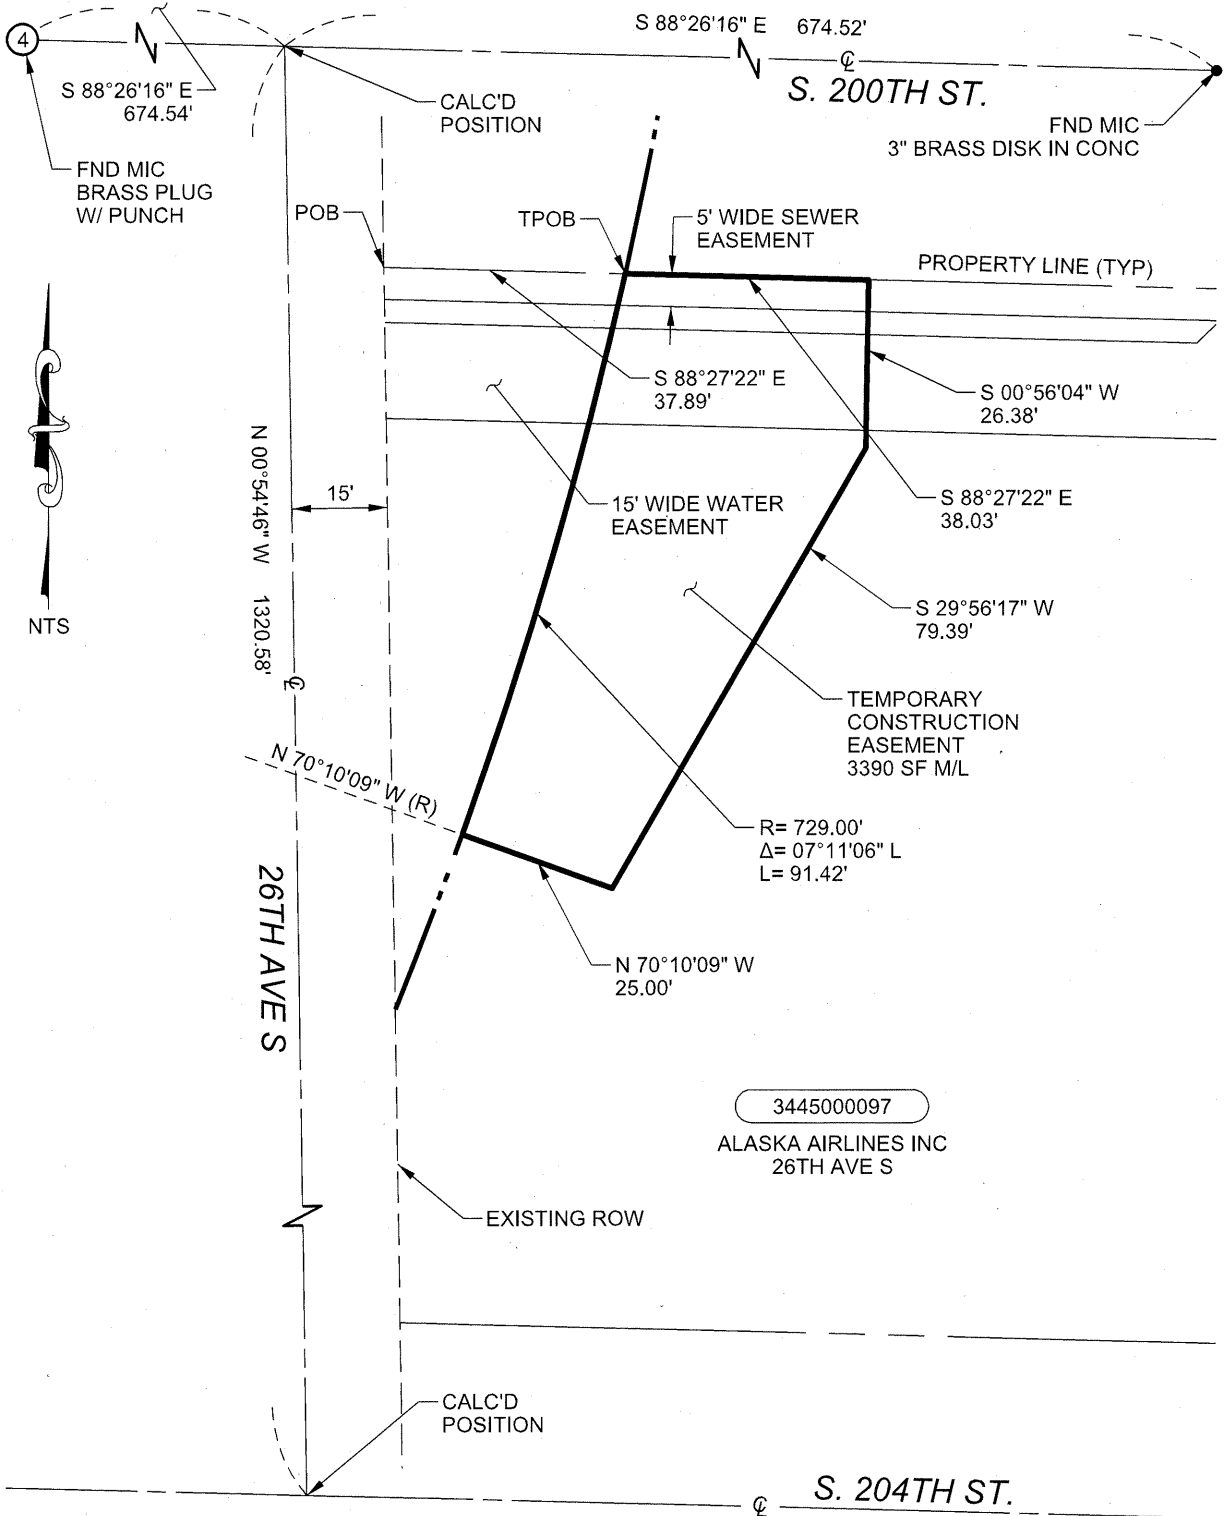 S 88°26'16" E 674.52'
4
℄
S. 200TH ST.
S 88°26'16" E
674.54'
CALC'D
POSITION
FND MIC
3" BRASS DISK IN CONC
FND MIC
BRASS PLUG
W/ PUNCH
POB
TPOB
5' WIDE SEWER
EASEMENT
PROPERTY LINE (TYP)
S 88°27'22" E
37.89'
S 00°56'04" W
26.38'
N 00°54'46" W 1320.58'
℄
15'
15' WIDE WATER
EASEMENT
S 88°27'22" E
38.03'
NTS
S 29°56'17" W
79.39'
TEMPORARY
CONSTRUCTION
EASEMENT
3390 SF M/L
N 70°10'09" W (R)
R= 729.00'
Δ= 07°11'06" L
L= 91.42'
26TH AVE S
N 70°10'09" W
25.00'
3445000097
ALASKA AIRLINES INC
26TH AVE S
EXISTING ROW
CALC'D
POSITION
℄
S. 204TH ST.